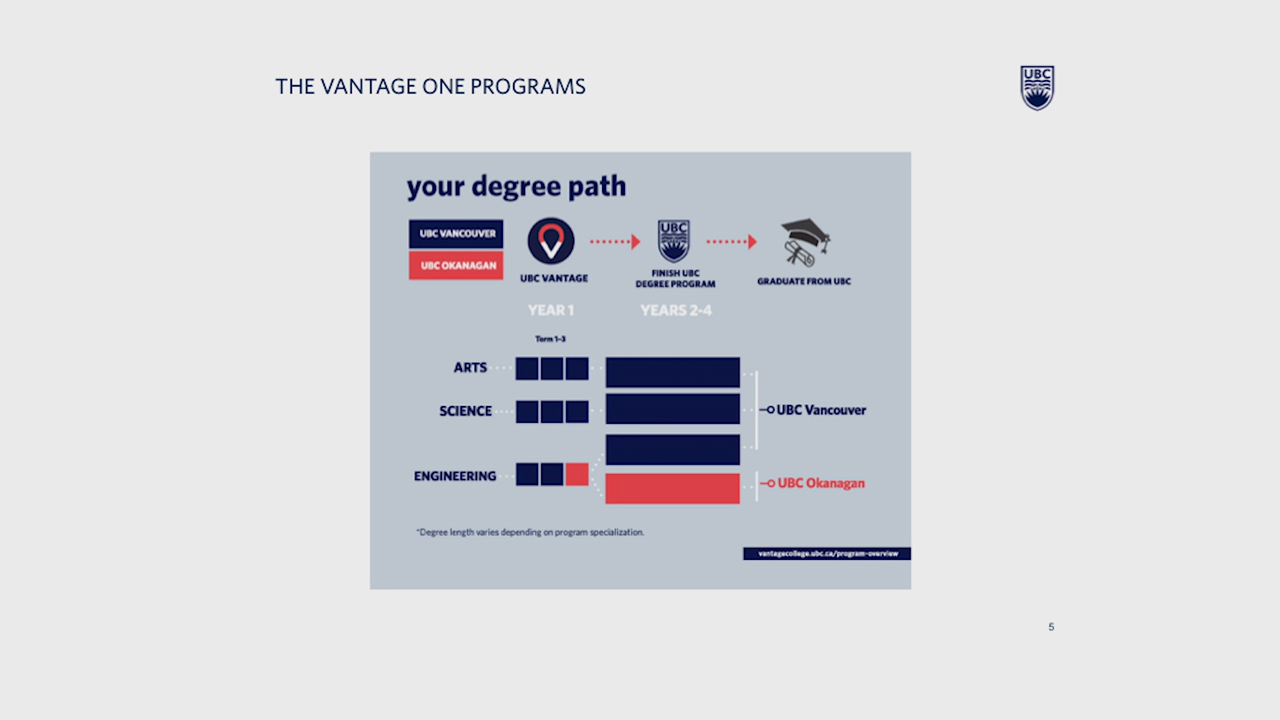 THE VANTAGE ONE PROGRAMS
UBC
your degree path
UBC VANCOUVER
UBC OKANAGAN
UBC
UBC VANTAGE
FINISH UBC
DEGREE PROGRAM
GRADUATE FROM UBC
YEAR 1
YEARS 2-4
Term 1-3
ARTS
SCIENCE
UBC Vancouver
ENGINEERING
UBC Okanagan
*Degree length varies depending on program specialization.
vantagecollege.ubc.ca/program-overview
5